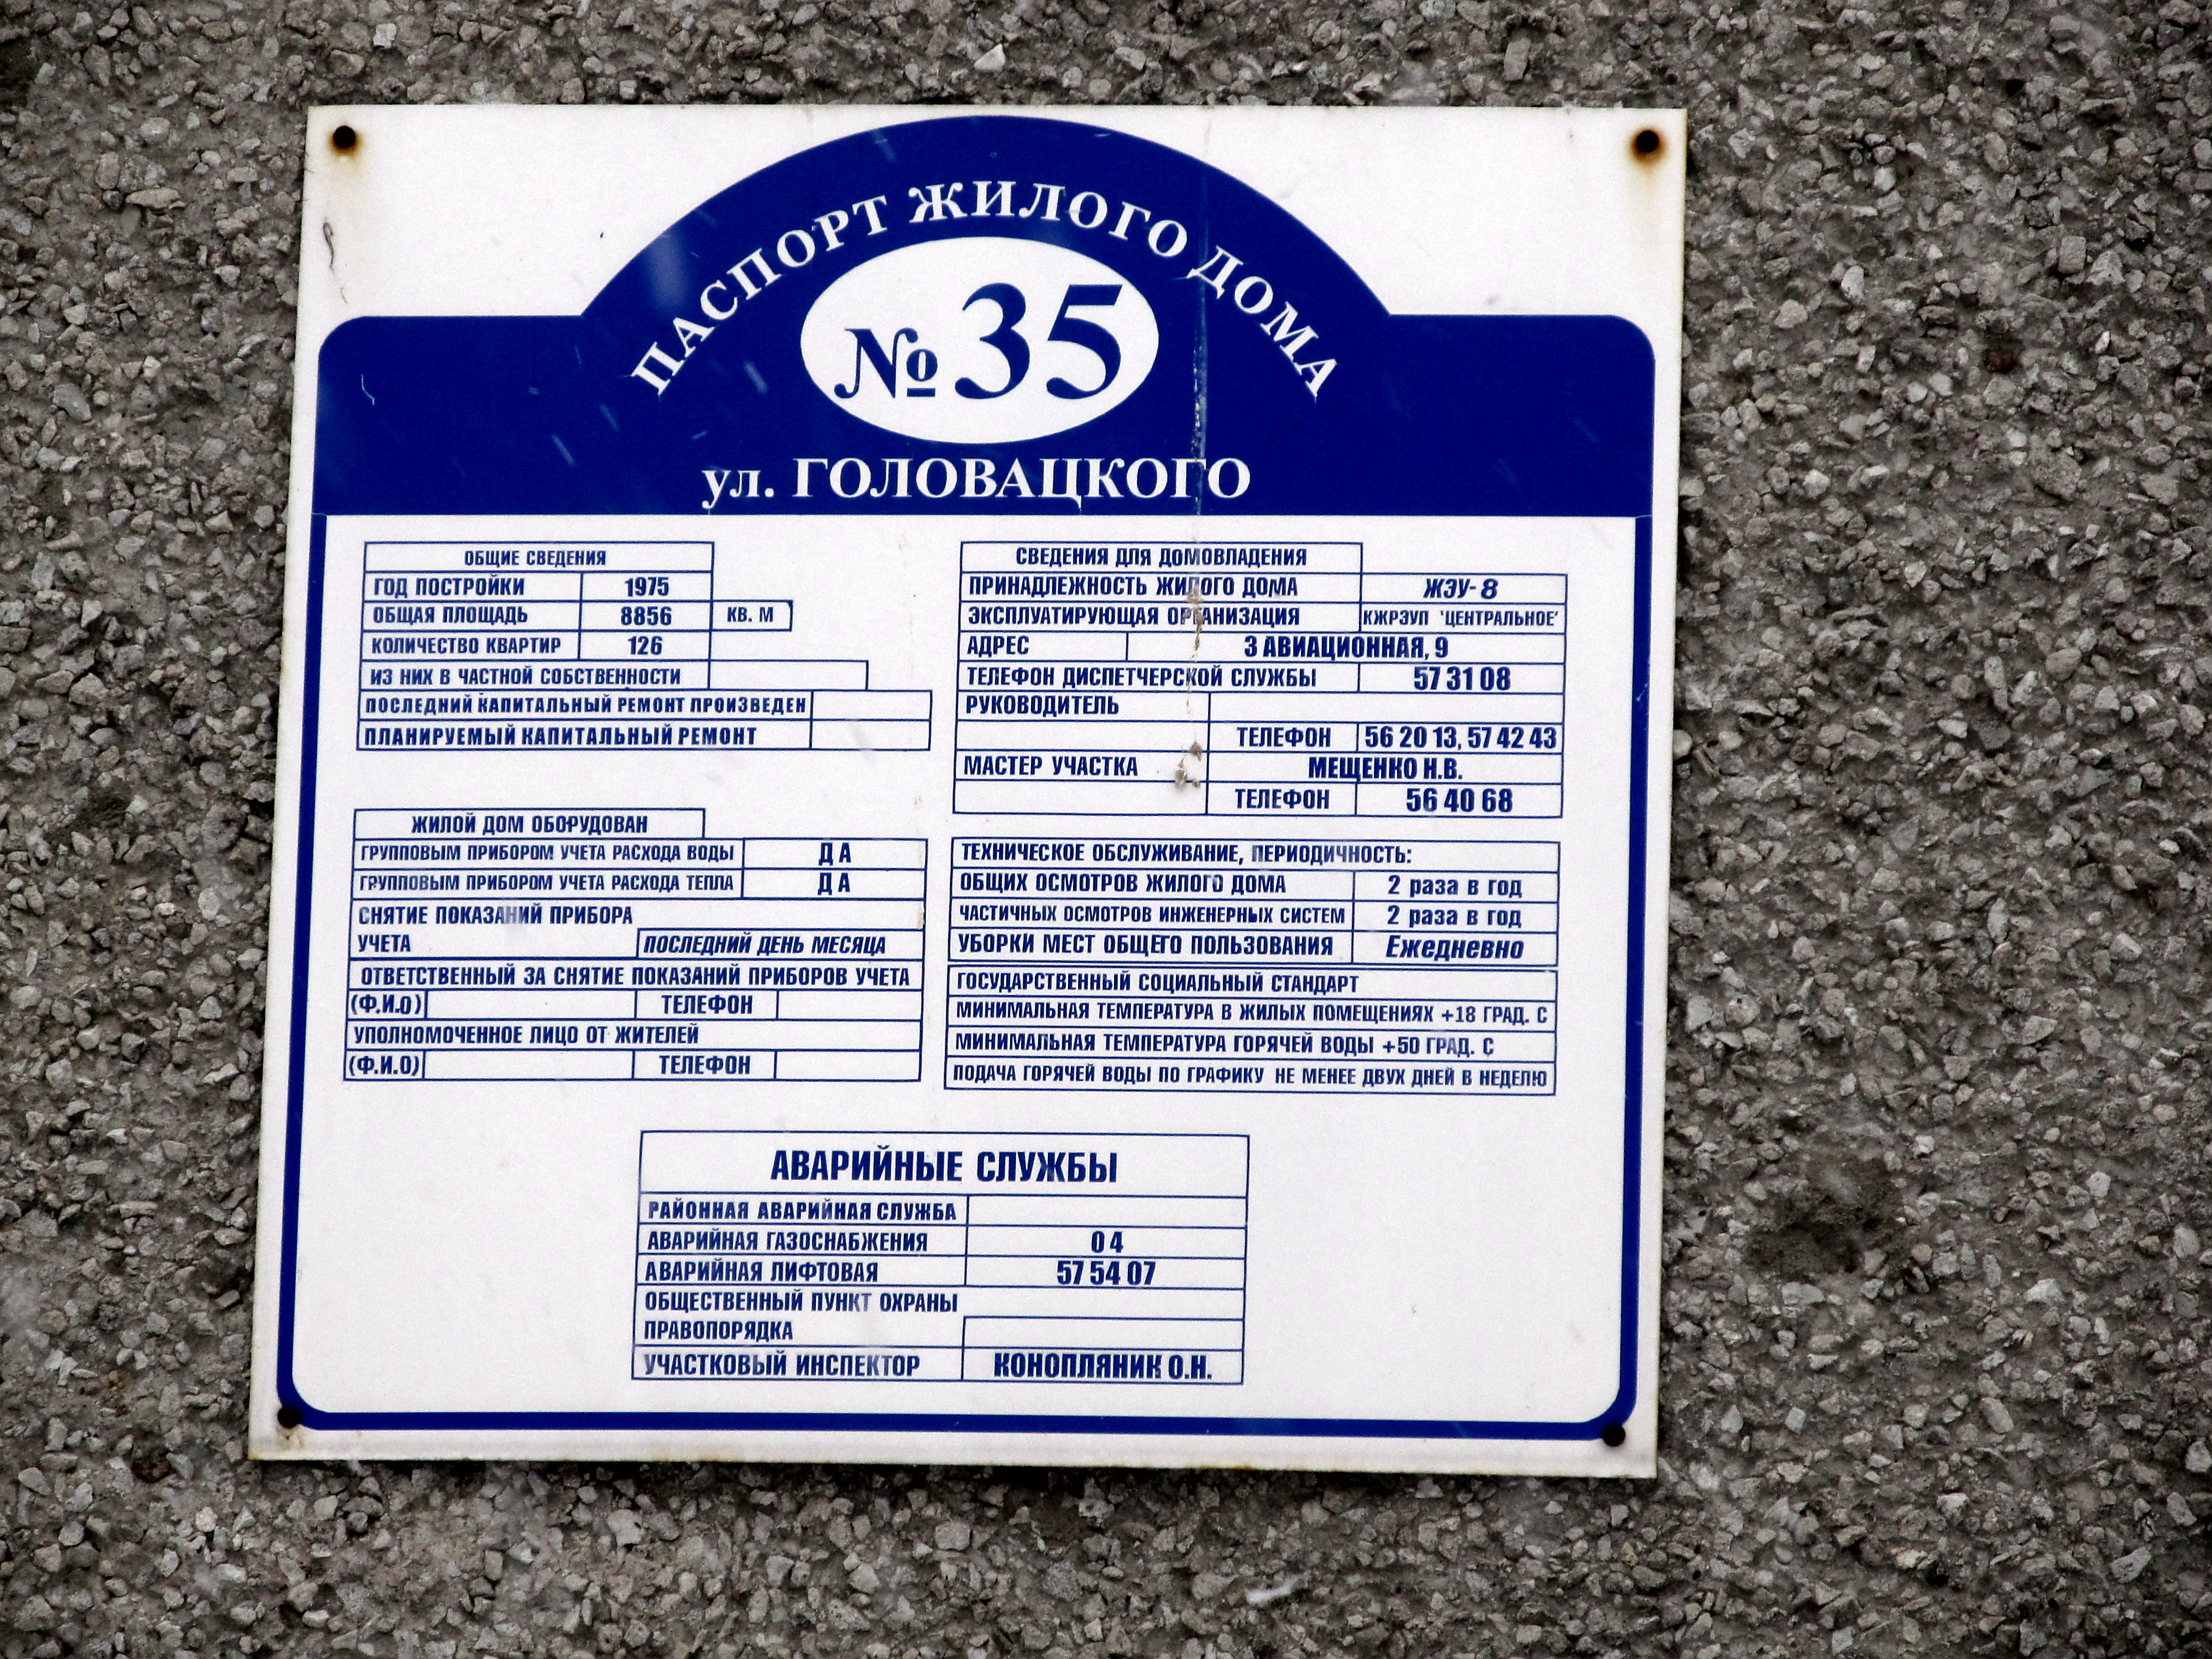 ПАСПОРТ ЖИЛОГО ДОМА
№ 35
ул. ГОЛОВАЦКОГО
ОБЩИЕ СВЕДЕНИЯ
ГОД ПОСТРОЙКИ 1975
ОБЩАЯ ПЛОЩАДЬ 8856 КВ. М
КОЛИЧЕСТВО КВАРТИР 126
ИЗ НИХ В ЧАСТНОЙ СОБСТВЕННОСТИ
ПОСЛЕДНИЙ КАПИТАЛЬНЫЙ РЕМОНТ ПРОИЗВЕДЕН
ПЛАНИРУЕМЫЙ КАПИТАЛЬНЫЙ РЕМОНТ
ЖИЛОЙ ДОМ ОБОРУДОВАН
ГРУППОВЫМ ПРИБОРОМ УЧЕТА РАСХОДА ВОДЫ ДА
ГРУППОВЫМ ПРИБОРОМ УЧЕТА РАСХОДА ТЕПЛА ДА
СНЯТИЕ ПОКАЗАНИЙ ПРИБОРА
УЧЕТА ПОСЛЕДНИЙ ДЕНЬ МЕСЯЦА
ОТВЕТСТВЕННЫЙ ЗА СНЯТИЕ ПОКАЗАНИЙ ПРИБОРОВ УЧЕТА
(Ф.И.О) ТЕЛЕФОН
УПОЛНОМОЧЕННОЕ ЛИЦО ОТ ЖИТЕЛЕЙ
(Ф.И.О) ТЕЛЕФОН
СВЕДЕНИЯ ДЛЯ ДОМОВЛАДЕНИЯ
ПРИНАДЛЕЖНОСТЬ ЖИЛОГО ДОМА ЖЭУ-8
ЭКСПЛУАТИРУЮЩАЯ ОРГАНИЗАЦИЯ КЖРЭУП 'ЦЕНТРАЛЬНОЕ'
АДРЕС 3 АВИАЦИОННАЯ, 9
ТЕЛЕФОН ДИСПЕТЧЕРСКОЙ СЛУЖБЫ 57 31 08
РУКОВОДИТЕЛЬ
ТЕЛЕФОН 56 20 13, 57 42 43
МАСТЕР УЧАСТКА МЕЩЕНКО Н.В.
ТЕЛЕФОН 56 40 68
ТЕХНИЧЕСКОЕ ОБСЛУЖИВАНИЕ, ПЕРИОДИЧНОСТЬ:
ОБЩИХ ОСМОТРОВ ЖИЛОГО ДОМА 2 раза в год
ЧАСТИЧНЫХ ОСМОТРОВ ИНЖЕНЕРНЫХ СИСТЕМ 2 раза в год
УБОРКИ МЕСТ ОБЩЕГО ПОЛЬЗОВАНИЯ Ежедневно
ГОСУДАРСТВЕННЫЙ СОЦИАЛЬНЫЙ СТАНДАРТ
МИНИМАЛЬНАЯ ТЕМПЕРАТУРА В ЖИЛЫХ ПОМЕЩЕНИЯХ +18 ГРАД. С
МИНИМАЛЬНАЯ ТЕМПЕРАТУРА ГОРЯЧЕЙ ВОДЫ +50 ГРАД. С
ПОДАЧА ГОРЯЧЕЙ ВОДЫ ПО ГРАФИКУ НЕ МЕНЕЕ ДВУХ ДНЕЙ В НЕДЕЛЮ
АВАРИЙНЫЕ СЛУЖБЫ
РАЙОННАЯ АВАРИЙНАЯ СЛУЖБА
АВАРИЙНАЯ ГАЗОСНАБЖЕНИЯ 04
АВАРИЙНАЯ ЛИФТОВАЯ 57 54 07
ОБЩЕСТВЕННЫЙ ПУНКТ ОХРАНЫ
ПРАВОПОРЯДКА
УЧАСТКОВЫЙ ИНСПЕКТОР КОНОПЛЯНИК О.Н.